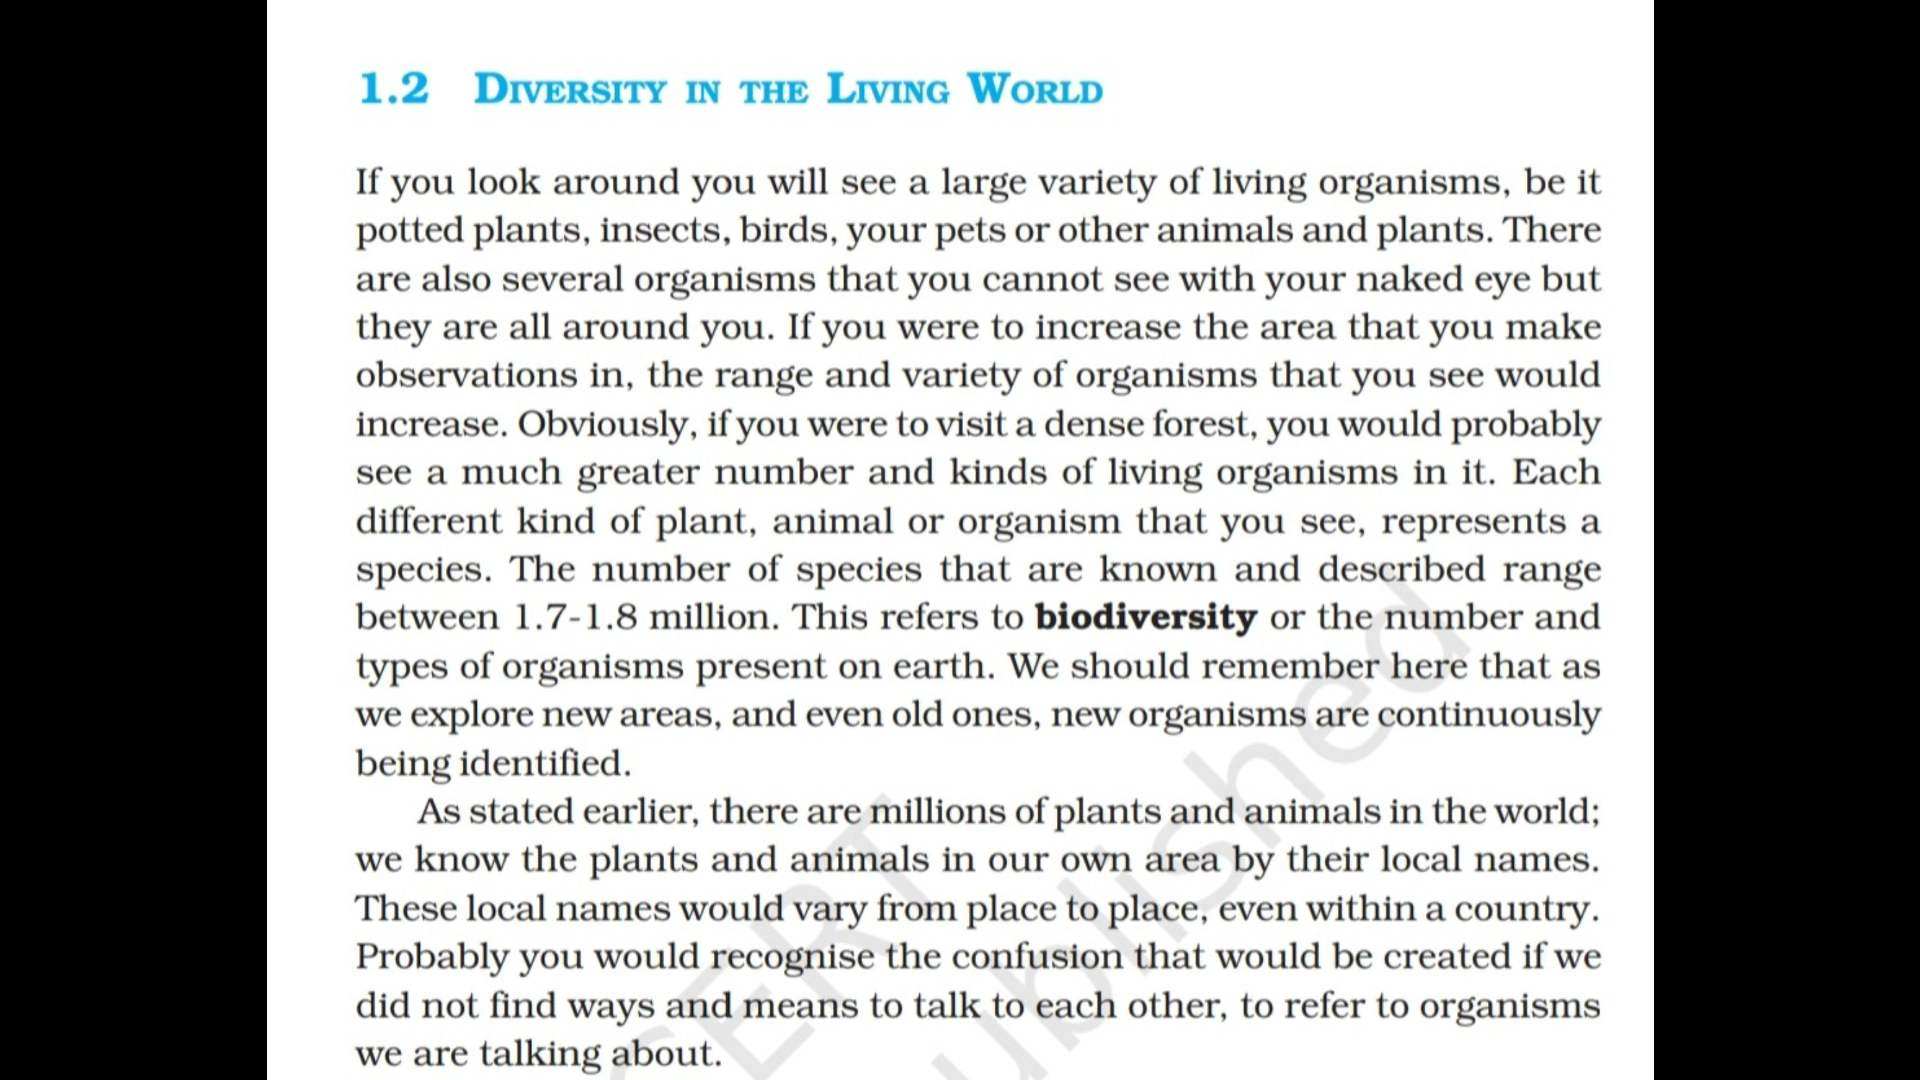 1.2 Diversity in the Living World
If you look around you will see a large variety of living organisms, be it
potted plants, insects, birds, your pets or other animals and plants. There
are also several organisms that you cannot see with your naked eye but
they are all around you. If you were to increase the area that you make
observations in, the range and variety of organisms that you see would
increase. Obviously, if you were to visit a dense forest, you would probably
see a much greater number and kinds of living organisms in it. Each
different kind of plant, animal or organism that you see, represents a
species. The number of species that are known and described range
between 1.7-1.8 million. This refers to biodiversity or the number and
types of organisms present on earth. We should remember here that as
we explore new areas, and even old ones, new organisms are continuously
being identified.
As stated earlier, there are millions of plants and animals in the world;
we know the plants and animals in our own area by their local names.
These local names would vary from place to place, even within a country.
Probably you would recognise the confusion that would be created if we
did not find ways and means to talk to each other, to refer to organisms
we are talking about.